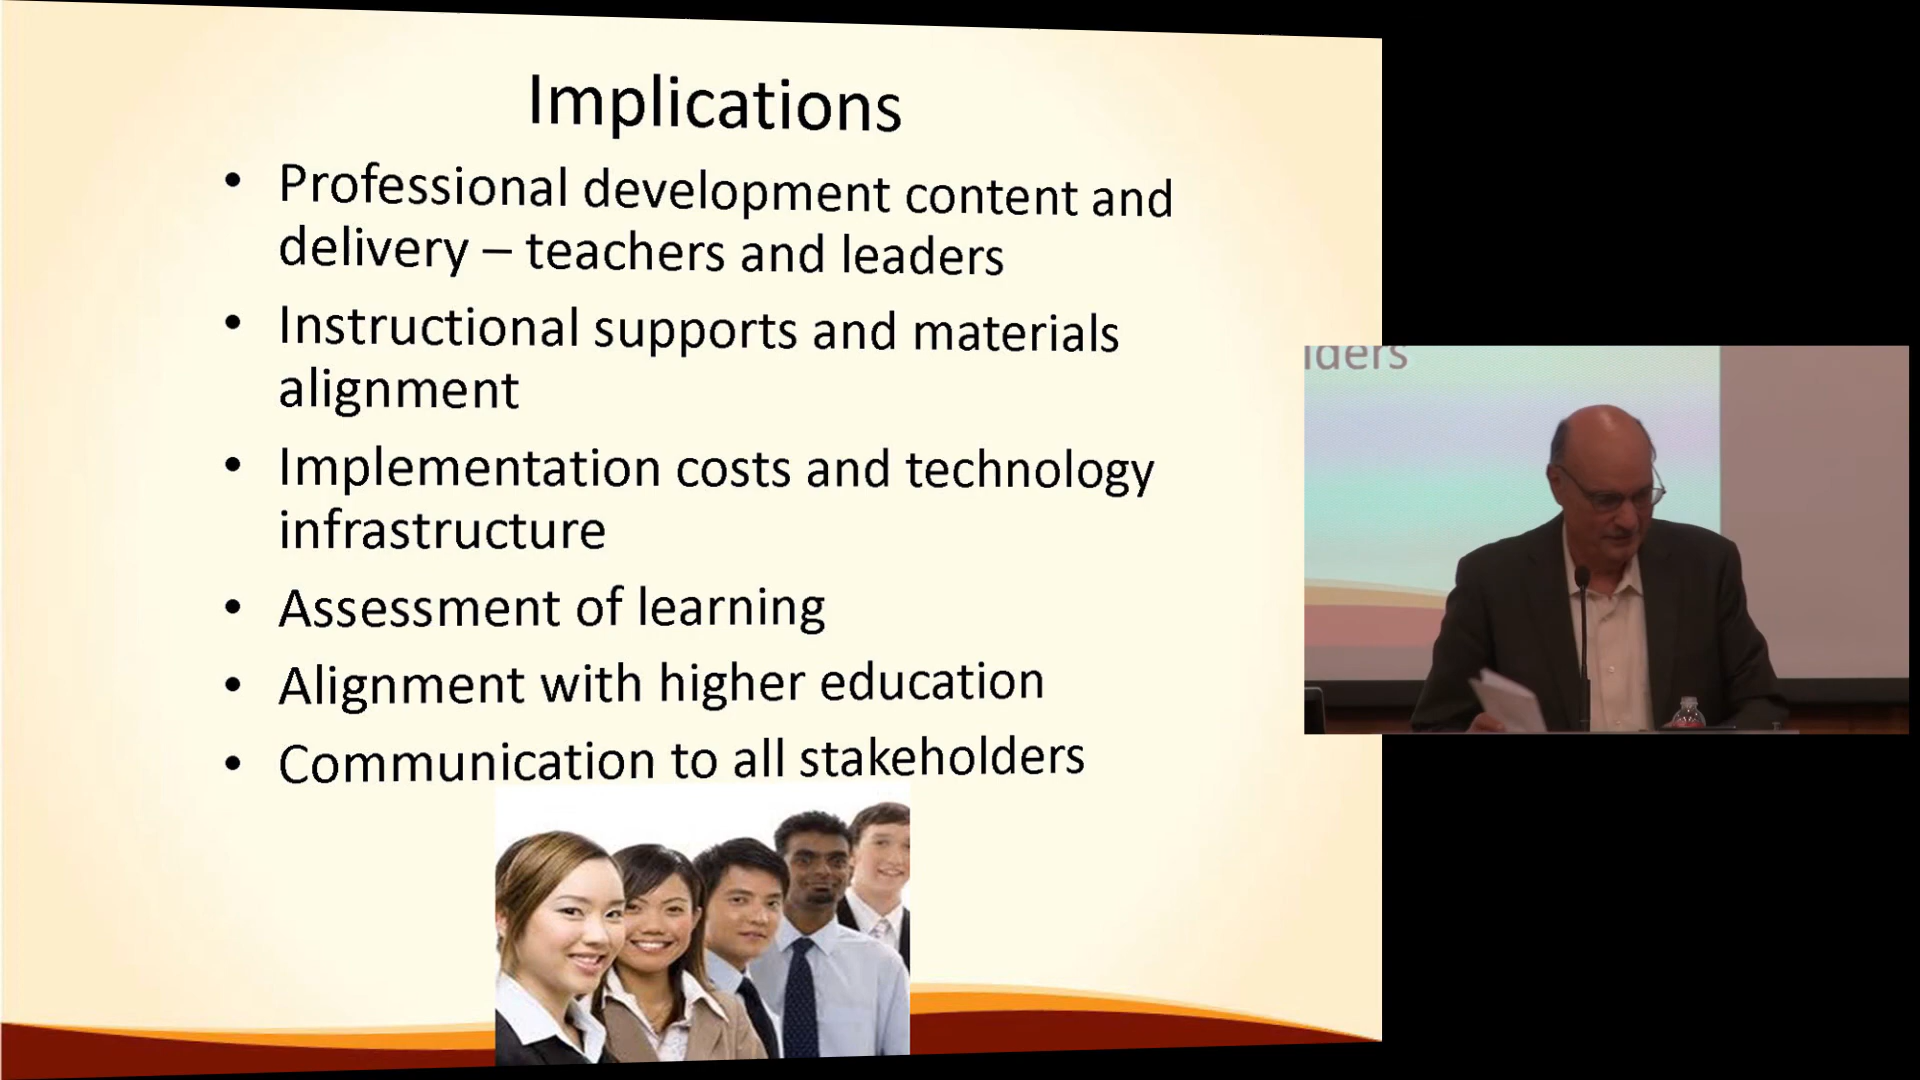 Implications
• Professional development content and
delivery – teachers and leaders
• Instructional supports and materials
alignment
• Implementation costs and technology
infrastructure
• Assessment of learning
• Alignment with higher education
• Communication to all stakeholders
lders